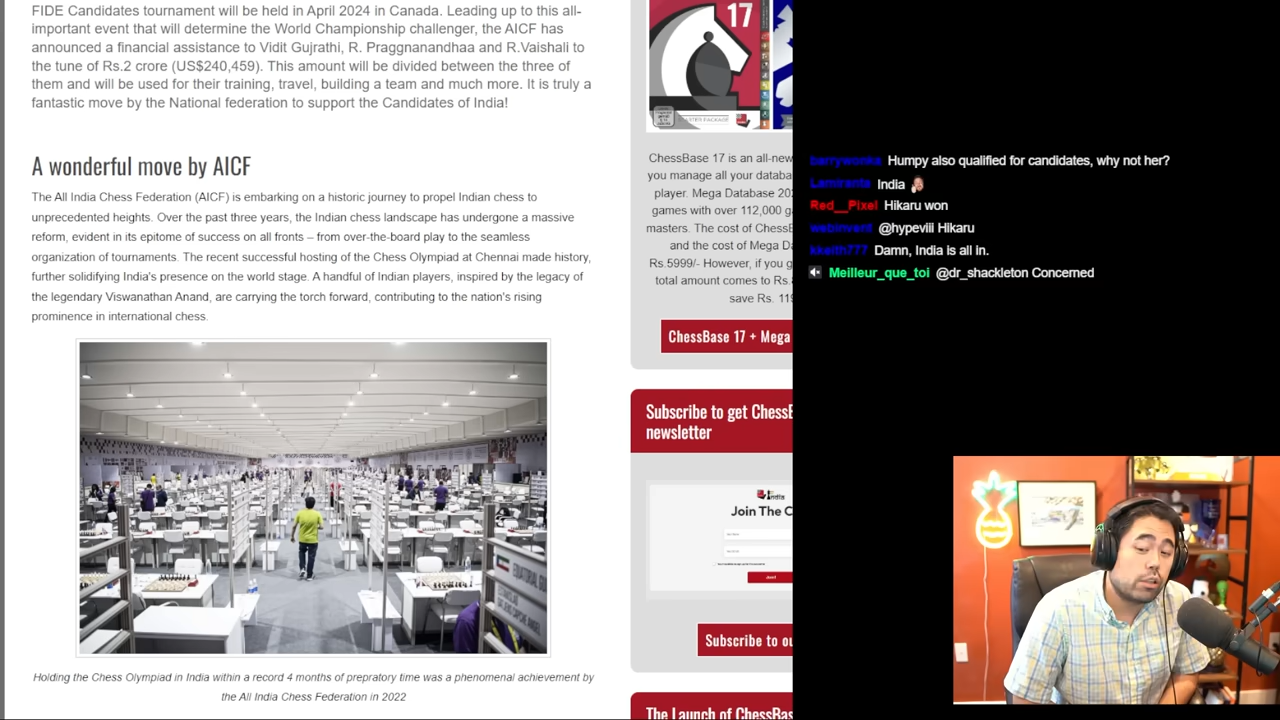 FIDE Candidates tournament will be held in April 2024 in Canada. Leading up to this all-
important event that will determine the World Championship challenger, the AICF has
announced a financial assistance to Vidit Gujrathi, R. Praggnanandhaa and R.Vaishali to
the tune of Rs.2 crore (US$240,459). This amount will be divided between the three of
them and will be used for their training, travel, building a team and much more. It is truly a
fantastic move by the National federation to support the Candidates of India!
A wonderful move by AICF
The All India Chess Federation (AICF) is embarking on a historic journey to propel Indian chess to
unprecedented heights. Over the past three years, the Indian chess landscape has undergone a massive
reform, evident in the epitome of success on all fronts – from over-the-board play to the seamless
organization of tournaments. The recent successful hosting of the Chess Olympiad at Chennai made history,
further solidifying India's presence on the world stage. A handful of Indian players, inspired by the legacy of
the legendary Viswanathan Anand, are carrying the torch forward, contributing to the nation's rising
prominence in international chess.
Holding the Chess Olympiad in India within a record 4 months of prepratory time was a phenomenal achievement by
the All India Chess Federation in 2022
17
STARTER PACKAGE
ChessBase 17 is an all-new
you manage all your databa
player. Mega Database 20
games with over 112,000 g
masters. The cost of ChessB
and the cost of Mega Da
Rs.5999/- However, if you g
total amount comes to Rs.
save Rs. 119
ChessBase 17 + Mega
Subscribe to get ChessB
newsletter
India
Join The C
Subscribe to ou
The Launch of ChessBas
barrywonka Humpy also qualified for candidates, why not her?
India
Red__Pixel Hikaru won
@hypeviii Hikaru
kkeith777 Damn, India is all in.
Meilleur_que_toi @dr_shackleton Concerned